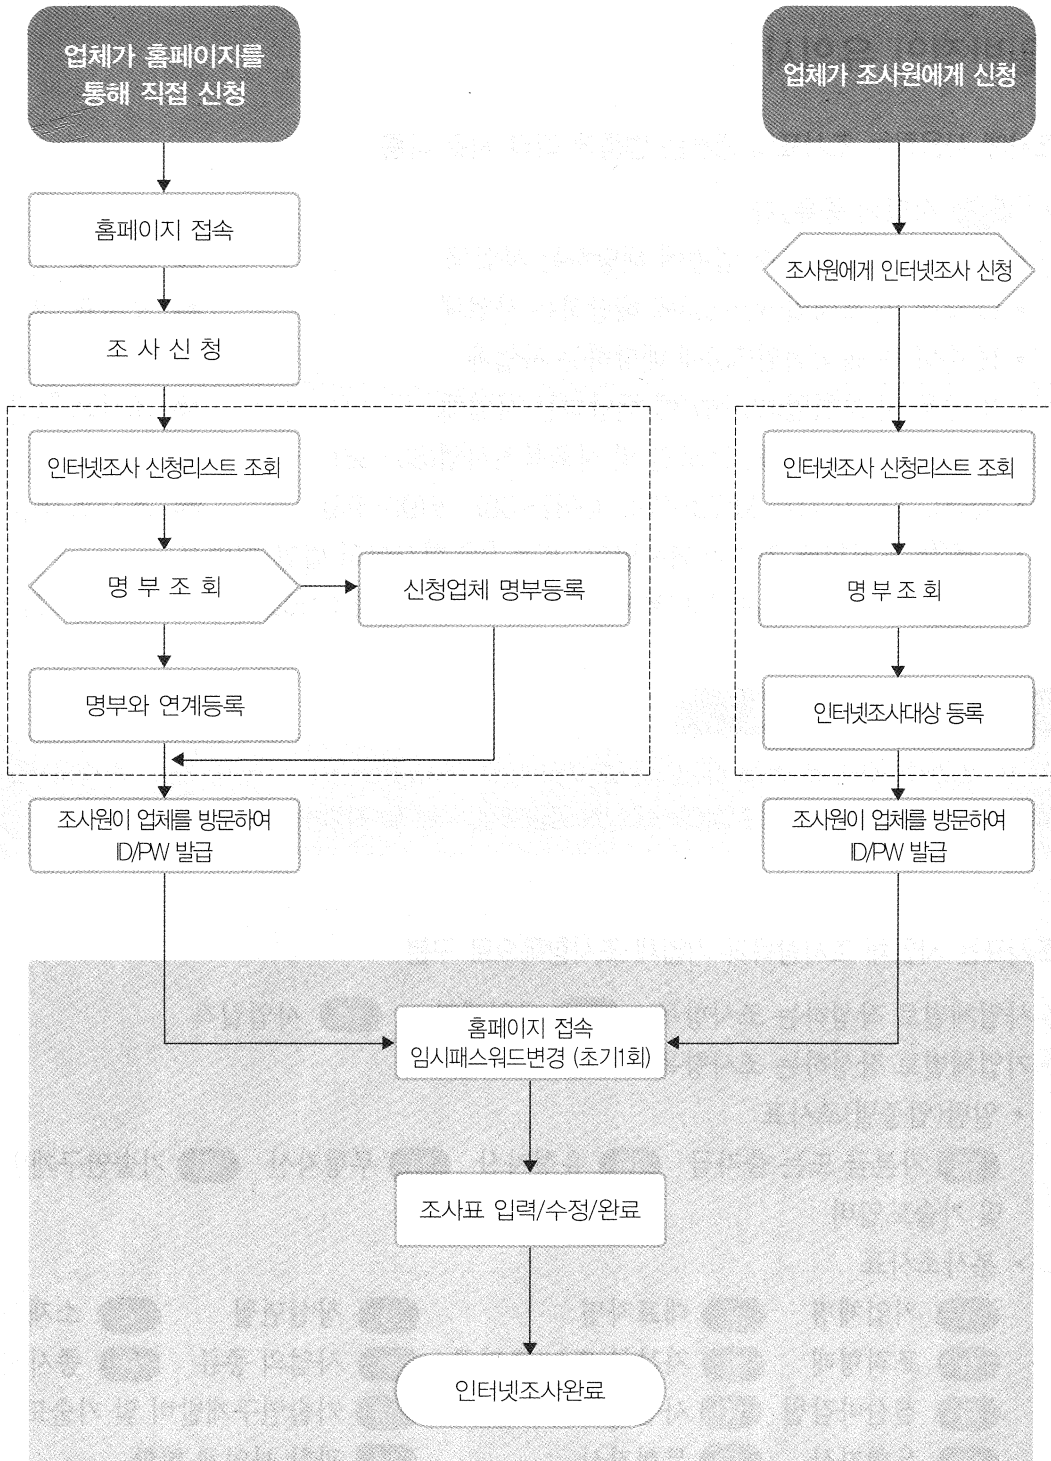 업체가 홈페이지를
통해 직접 신청
홈페이지 접속
조 사 신 청
인터넷조사 신청리스트 조회
명 부 조 회
신청업체 명부등록
명부와 연계등록
조사원이 업체를 방문하여
ID/PW 발급
업체가 조사원에게 신청
조사원에게 인터넷조사 신청
인터넷조사 신청리스트 조회
명 부 조 회
인터넷조사대상 등록
조사원이 업체를 방문하여
ID/PW 발급
홈페이지 접속
임시패스워드변경 (초기1회)
조사표 입력/수정/완료
인터넷조사완료